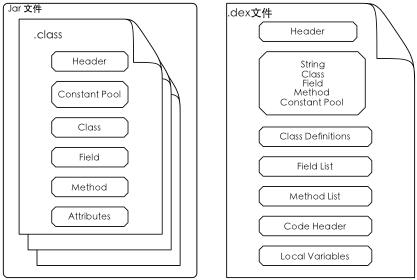 Jar 文件
.class
Header
Constant Pool
Class
Field
Method
Attributes
.dex文件
Header
String
Class
Field
Method
Constant Pool
Class Definitions
Field List
Method List
Code Header
Local Variables